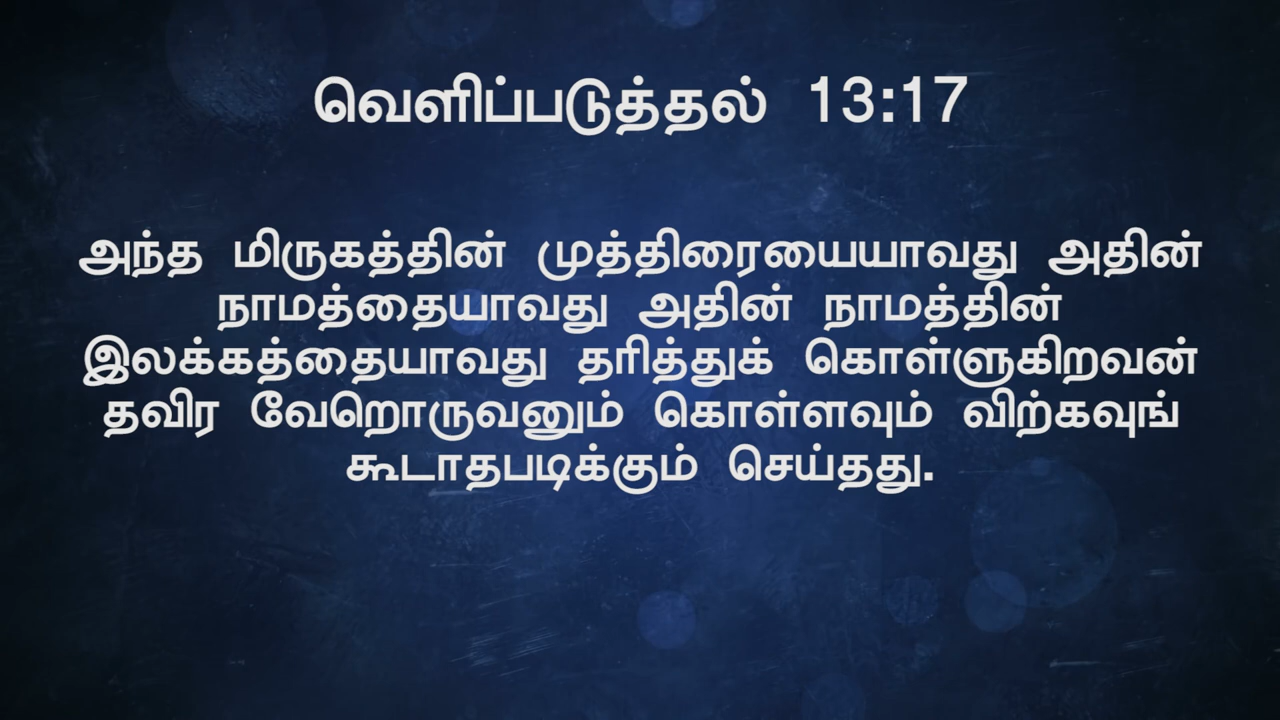 வெளிப்படுத்தல் 13:17
அந்த மிருகத்தின் முத்திரையையாவது அதின்
நாமத்தையாவது அதின் நாமத்தின்
இலக்கத்தையாவது தரித்துக் கொள்ளுகிறவன்
தவிர வேறொருவனும் கொள்ளவும் விற்கவுங்
கூடாதபடிக்கும் செய்தது.